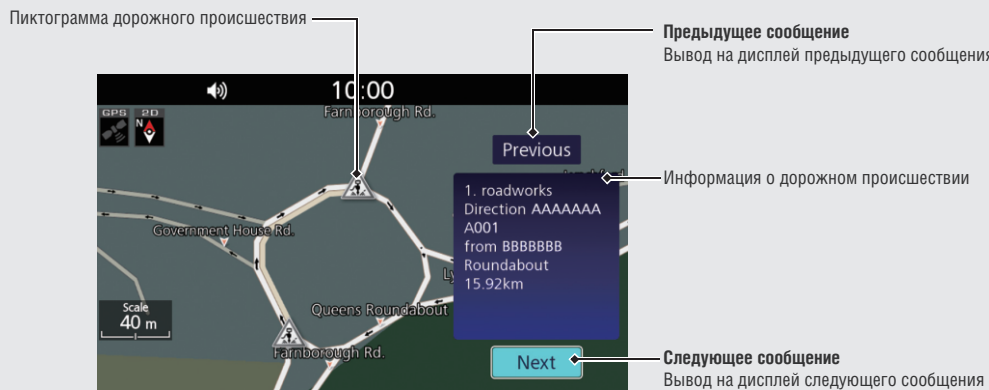 Пиктограмма дорожного происшествия
Предыдущее сообщение
Вывод на дисплей предыдущего сообщения
10:00
GPS 2D
N
Farnborough Rd.
Previous
Информация о дорожном происшествии
1. roadworks
Direction AAAAAAA
A001
from BBBBBBB
Roundabout
15.92km
Government House Rd.
Scale
40 m
Queens Roundabout
Farnborough Rd.
Next
Следующее сообщение
Вывод на дисплей следующего сообщения